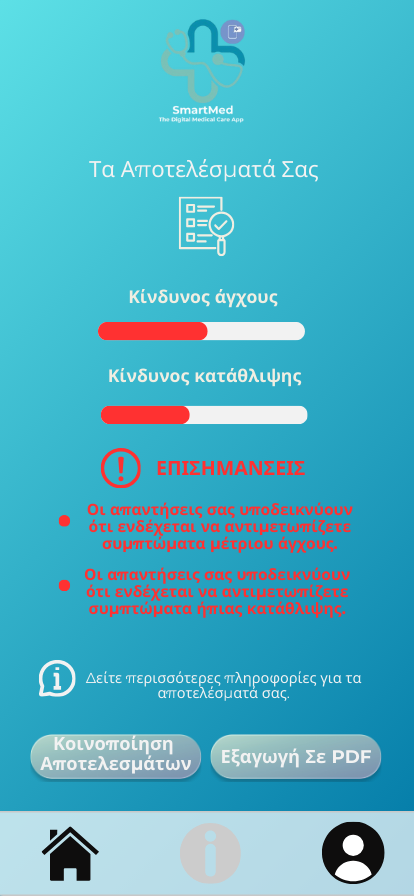 SmartMed
The Digital Medical Care App
Τα Αποτελέσματά Σας
Κίνδυνος άγχους
Κίνδυνος κατάθλιψης
ΕΠΙΣΗΜΑΝΣΕΙΣ
Οι απαντήσεις σας υποδεικνύουν
ότι ενδέχεται να αντιμετωπίζετε
συμπτώματα μέτριου άγχους.
Οι απαντήσεις σας υποδεικνύουν
ότι ενδέχεται να αντιμετωπίζετε
συμπτώματα ήπιας κατάθλιψης.
Δείτε περισσότερες πληροφορίες για τα
αποτελέσματά σας.
Κοινοποίηση
Αποτελεσμάτων
Εξαγωγή Σε PDF